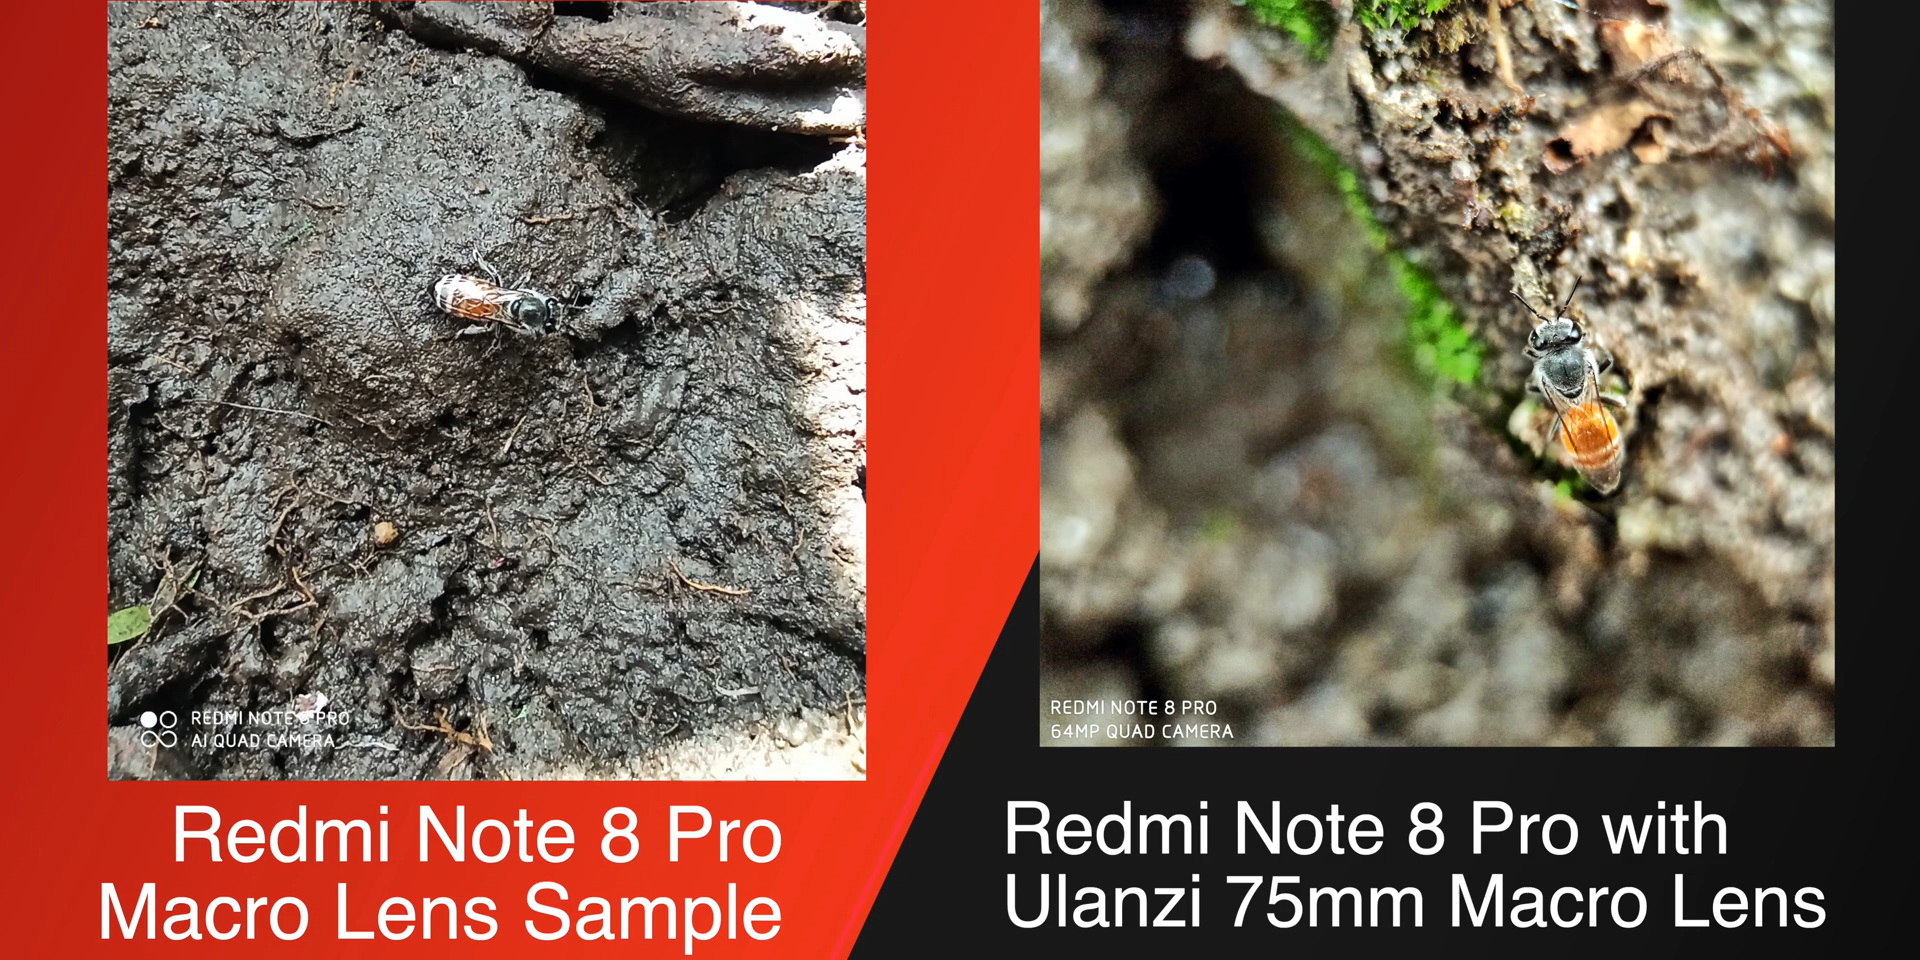 REDMI NOTE 8 PRO
AI QUAD CAMERA
Redmi Note 8 Pro
Macro Lens Sample
REDMI NOTE 8 PRO
64MP QUAD CAMERA
Redmi Note 8 Pro with
Ulanzi 75mm Macro Lens